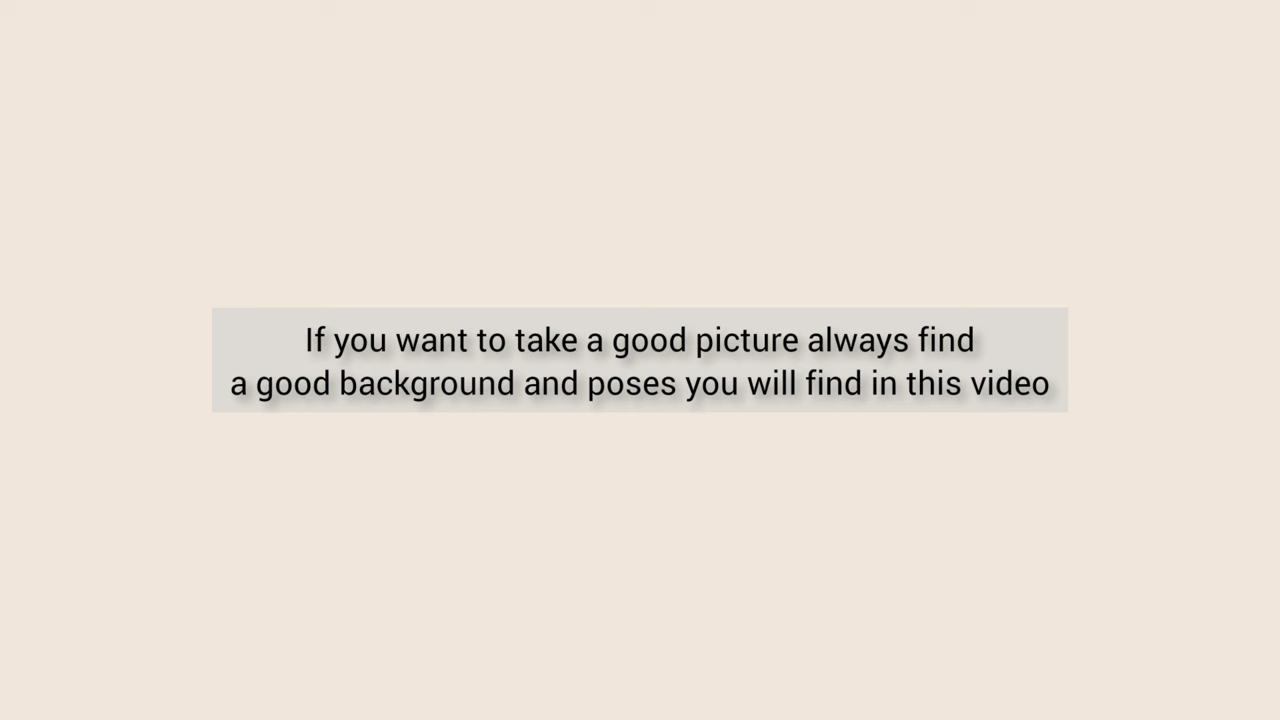 If you want to take a good picture always find
a good background and poses you will find in this video